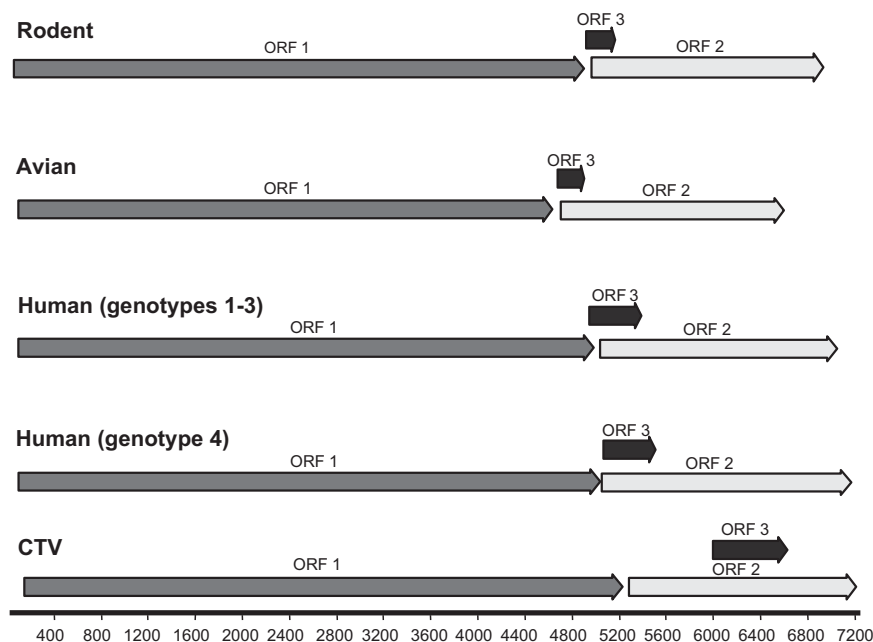 Rodent
ORF 3
ORF 1
ORF 2
Avian
ORF 3
ORF 1
ORF 2
Human (genotypes 1-3)
ORF 3
ORF 1
ORF 2
Human (genotype 4)
ORF 3
ORF 1
ORF 2
CTV
ORF 3
ORF 1
ORF 2
400 800 1200 1600 2000 2400 2800 3200 3600 4000 4400 4800 5200 5600 6000 6400 6800 7200